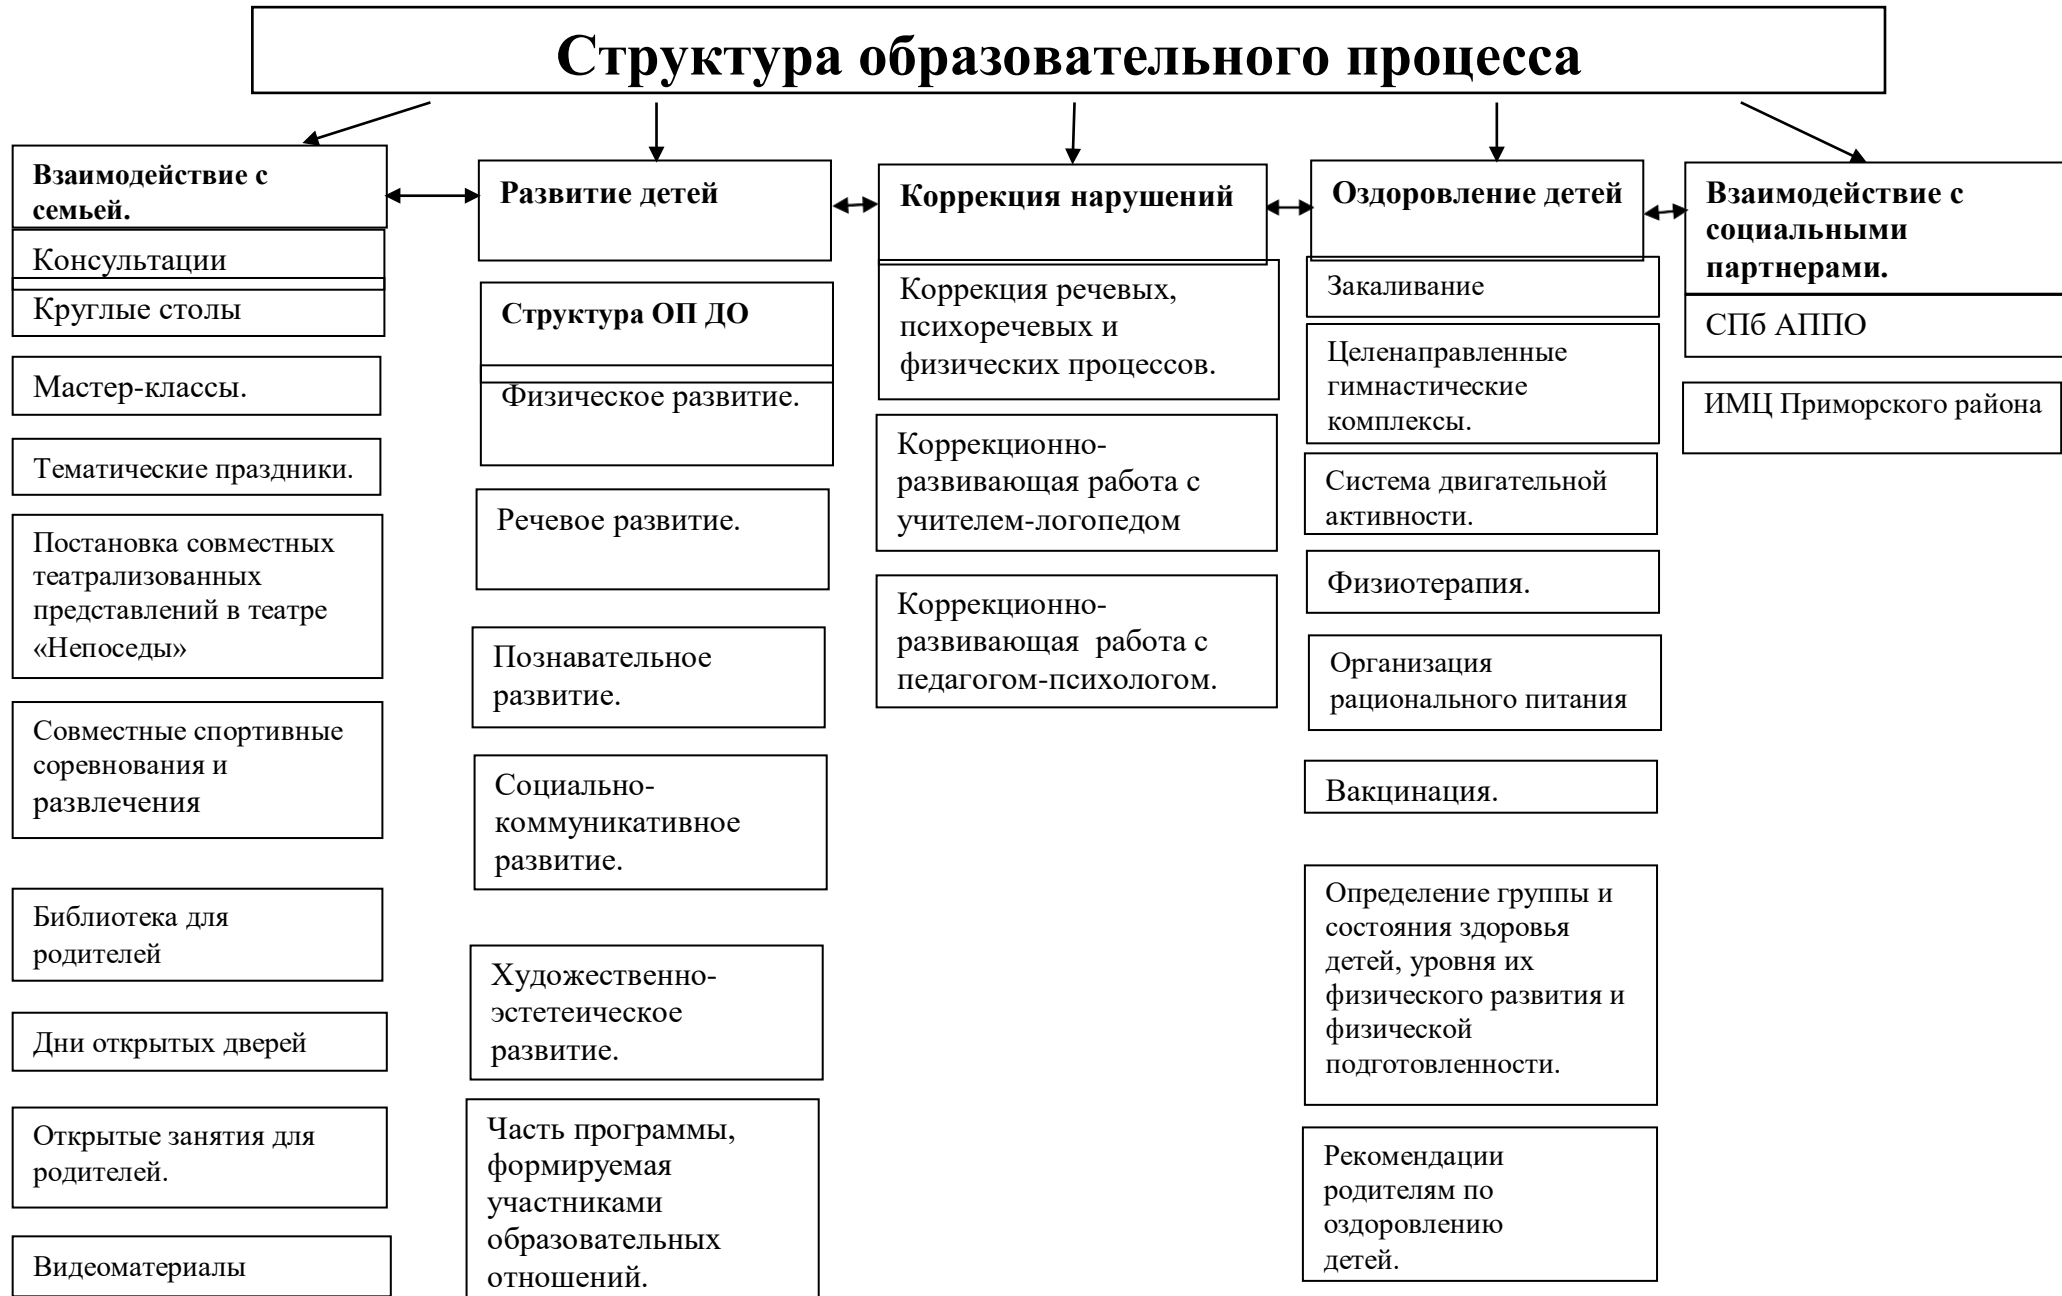 Структура образовательного процесса
Взаимодействие с
семьей.
Консультации
Круглые столы
Мастер-классы.
Тематические праздники.
Постановка совместных
театрализованных
представлений в театре
«Непоседы»
Совместные спортивные
соревнования и
развлечения
Библиотека для
родителей
Дни открытых дверей
Открытые занятия для
родителей.
Видеоматериалы
Развитие детей
Структура ОП ДО
Физическое развитие.
Речевое развитие.
Познавательное
развитие.
Социально-
коммуникативное
развитие.
Художественно-
эстетеическое
развитие.
Часть программы,
формируемая
участниками
образовательных
отношений.
Коррекция нарушений
Коррекция речевых,
психоречевых и
физических процессов.
Коррекционно-
развивающая работа с
учителем-логопедом
Коррекционно-
развивающая  работа с
педагогом-психологом.
Оздоровление детей
Закаливание
Целенаправленные
гимнастические
комплексы.
Система двигательной
активности.
Физиотерапия.
Организация
рационального питания
Вакцинация.
Определение группы и
состояния здоровья
детей, уровня их
физического развития и
физической
подготовленности.
Рекомендации
родителям по
оздоровлению
детей.
Взаимодействие с
социальными
партнерами.
СПб АППО
ИМЦ Приморского района